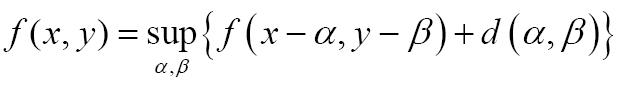 f(x, y) = sup_{α,β} {f(x − α, y − β) + d(α, β)}